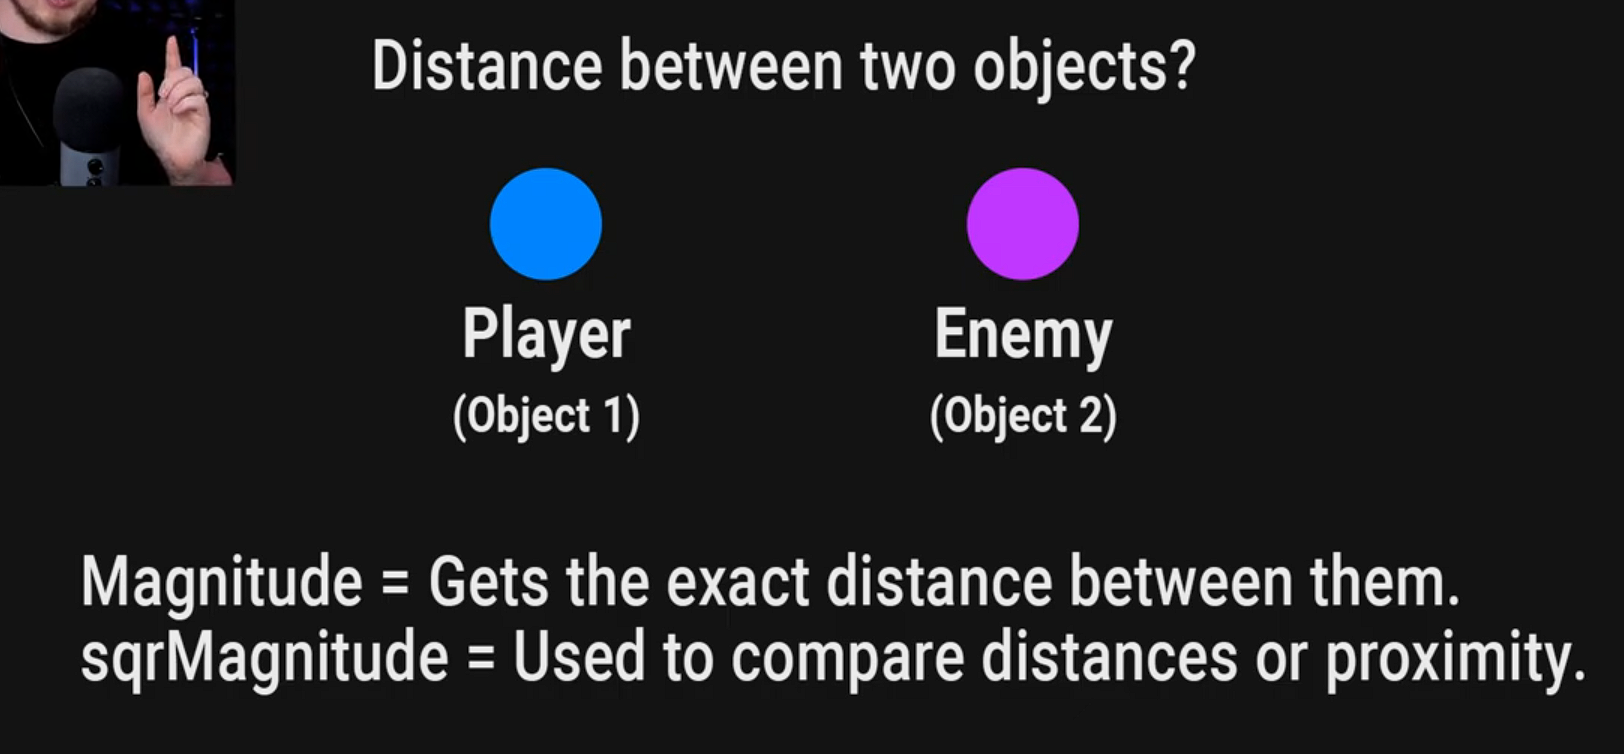 Distance between two objects?
Player
Enemy
(Object 1)
(Object 2)
Magnitude = Gets the exact distance between them.
sqrMagnitude = Used to compare distances or proximity.